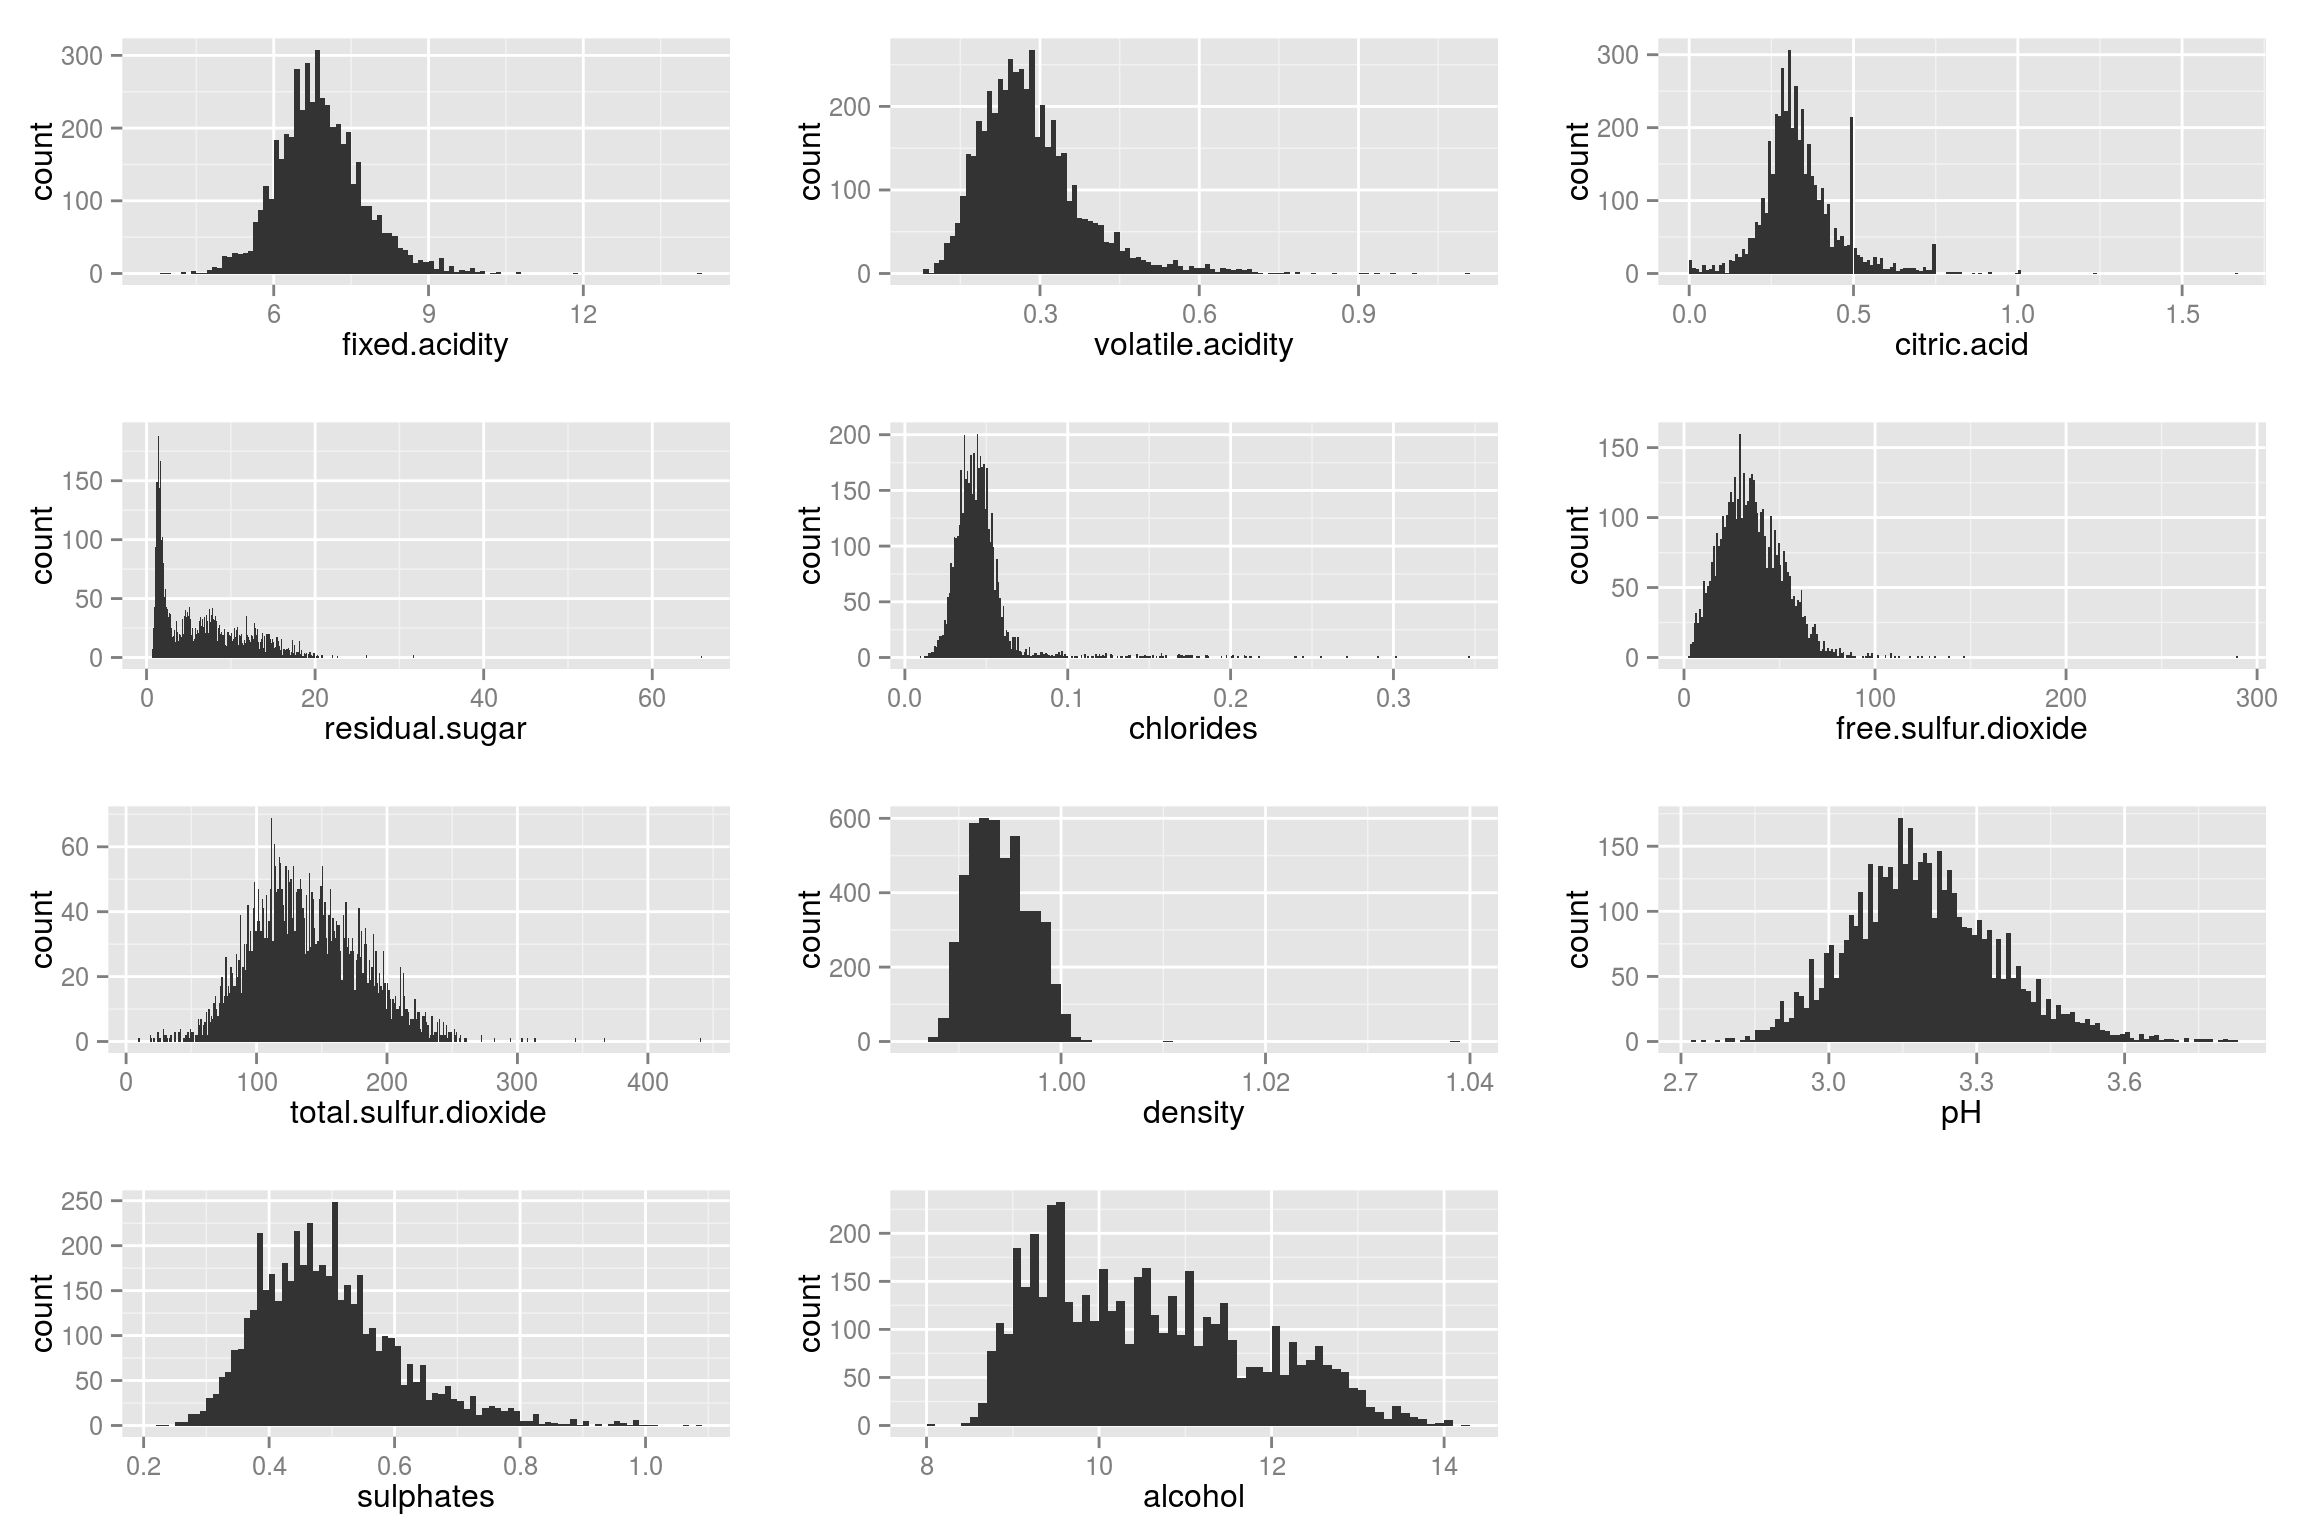 count
300
200
100
0
6 9 12
fixed.acidity
count
200
100
0
0.3 0.6 0.9
volatile.acidity
count
300
200
100
0
0.0 0.5 1.0 1.5
citric.acid
count
150
100
50
0
0 20 40 60
residual.sugar
count
200
150
100
50
0
0.0 0.1 0.2 0.3
chlorides
count
150
100
50
0
0 100 200 300
free.sulfur.dioxide
count
60
40
20
0
0 100 200 300 400
total.sulfur.dioxide
count
600
400
200
0
1.00 1.02 1.04
density
count
150
100
50
0
2.7 3.0 3.3 3.6
pH
count
250
200
150
100
50
0
0.2 0.4 0.6 0.8 1.0
sulphates
count
200
150
100
50
0
8 10 12 14
alcohol